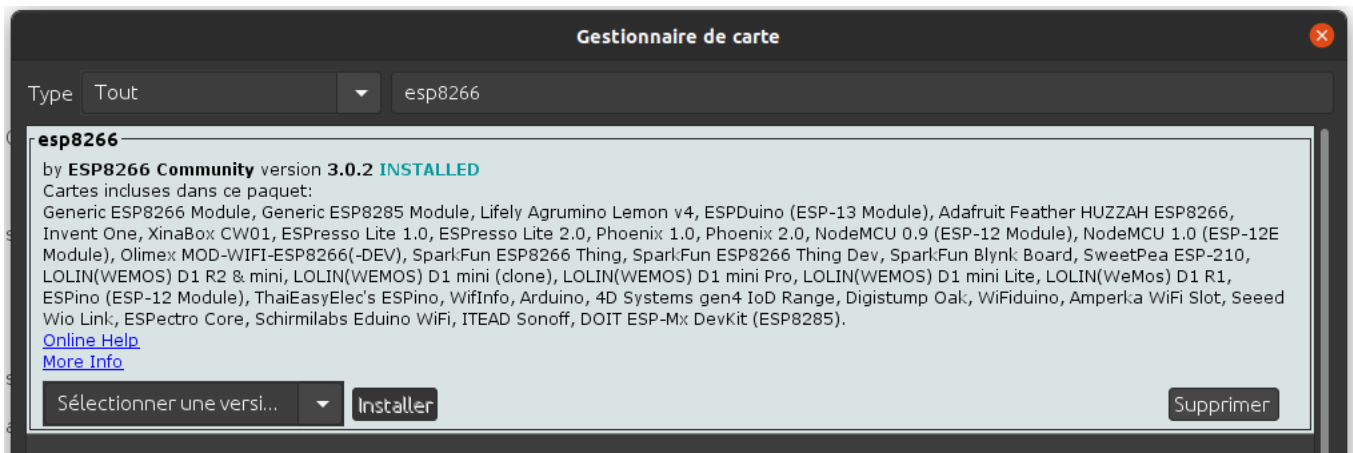 Gestionnaire de carte
Type Tout esp8266
esp8266
by ESP8266 Community version 3.0.2 INSTALLED
Cartes incluses dans ce paquet:
Generic ESP8266 Module, Generic ESP8285 Module, Lifely Agrumino Lemon v4, ESPDuino (ESP-13 Module), Adafruit Feather HUZZAH ESP8266,
Invent One, XinaBox CW01, ESPresso Lite 1.0, ESPresso Lite 2.0, Phoenix 1.0, Phoenix 2.0, NodeMCU 0.9 (ESP-12 Module), NodeMCU 1.0 (ESP-12E
Module), Olimex MOD-WIFI-ESP8266(-DEV), SparkFun ESP8266 Thing, SparkFun ESP8266 Thing Dev, SparkFun Blynk Board, SweetPea ESP-210,
LOLIN(WEMOS) D1 R2 & mini, LOLIN(WEMOS) D1 mini (clone), LOLIN(WEMOS) D1 mini Pro, LOLIN(WEMOS) D1 mini Lite, LOLIN(WeMos) D1 R1,
ESPino (ESP-12 Module), ThaiEasyElec's ESPino, WifInfo, Arduino, 4D Systems gen4 IoD Range, Digistump Oak, WiFiduino, Amperka WiFi Slot, Seeed
Wio Link, ESPectro Core, Schirmilabs Eduino WiFi, ITEAD Sonoff, DOIT ESP-Mx DevKit (ESP8285).
Online Help
More Info
Sélectionner une versi... Installer Supprimer